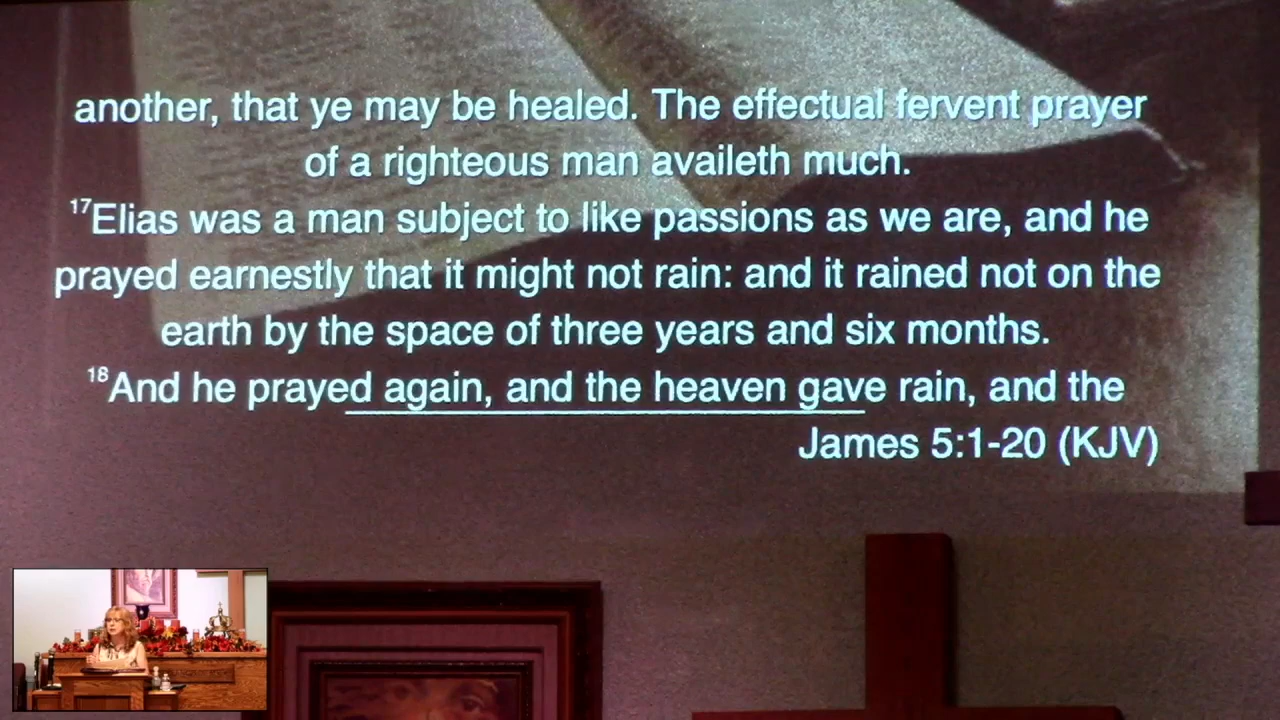 another, that ye may be healed. The effectual fervent prayer
of a righteous man availeth much.
17Elias was a man subject to like passions as we are, and he
prayed earnestly that it might not rain: and it rained not on the
earth by the space of three years and six months.
18And he prayed again, and the heaven gave rain, and the
James 5:1-20 (KJV)